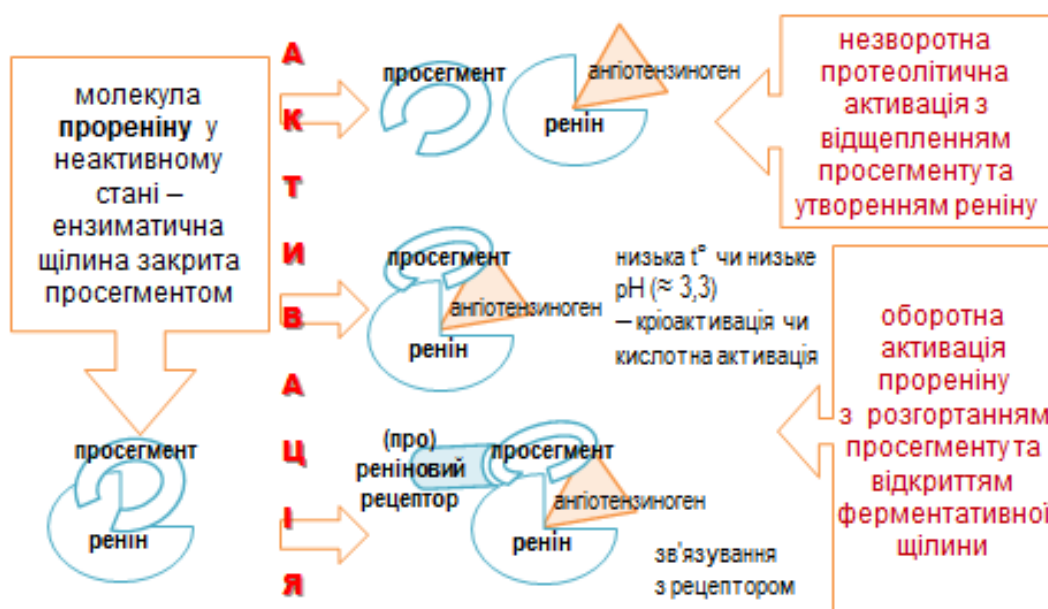 молекула
прореніну у
неактивному
стані –
ензиматична
щілина закрита
просегментом
просегмент
ренін
А
К
Т
И
В
А
Ц
І
Я
просегмент
ангіотензиноген
ренін
незворотна
протеолітична
активація з
відщепленням
просегменту та
утворенням реніну
просегмент
ангіотензиноген
ренін
низька t° чи низьке
pH (≈ 3,3)
– кріоактивація чи
кислотна активація
(про)
реніновий
рецептор
просегмент
ангіотензиноген
ренін
зв'язування
з рецептором
оборотна
активація
прореніну
з розгортанням
просегменту та
відкриттям
ферментативної
щілини